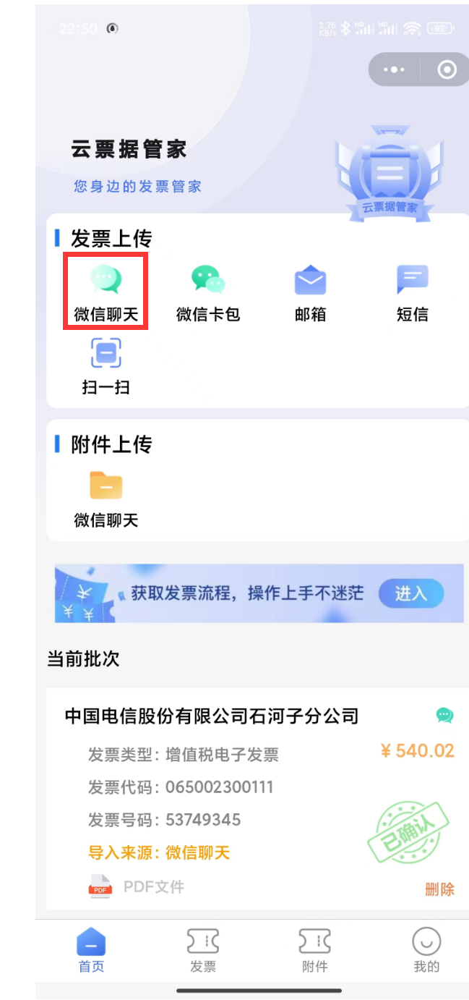 22:50
2.76 KB/s HD HD 92
云票据管家
您身边的发票管家
云票据管家
发票上传
微信聊天 微信卡包 邮箱 短信
扫一扫
附件上传
微信聊天
¥ ¥ ¥ 获取发票流程，操作上手不迷茫 进入
当前批次
中国电信股份有限公司石河子分公司
发票类型：增值税电子发票 ¥ 540.02
发票代码：065002300111
发票号码：53749345
已确认
导入来源：微信聊天
PDF PDF文件 删除
首页 发票 附件 我的